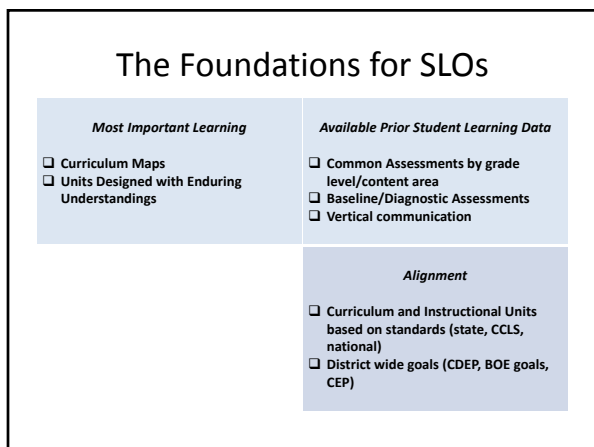 The Foundations for SLOs
Most Important Learning
❑ Curriculum Maps
❑ Units Designed with Enduring
Understandings
Available Prior Student Learning Data
❑ Common Assessments by grade
level/content area
❑ Baseline/Diagnostic Assessments
❑ Vertical communication
Alignment
❑ Curriculum and Instructional Units
based on standards (state, CCLS,
national)
❑ District wide goals (CDEP, BOE goals,
CEP)